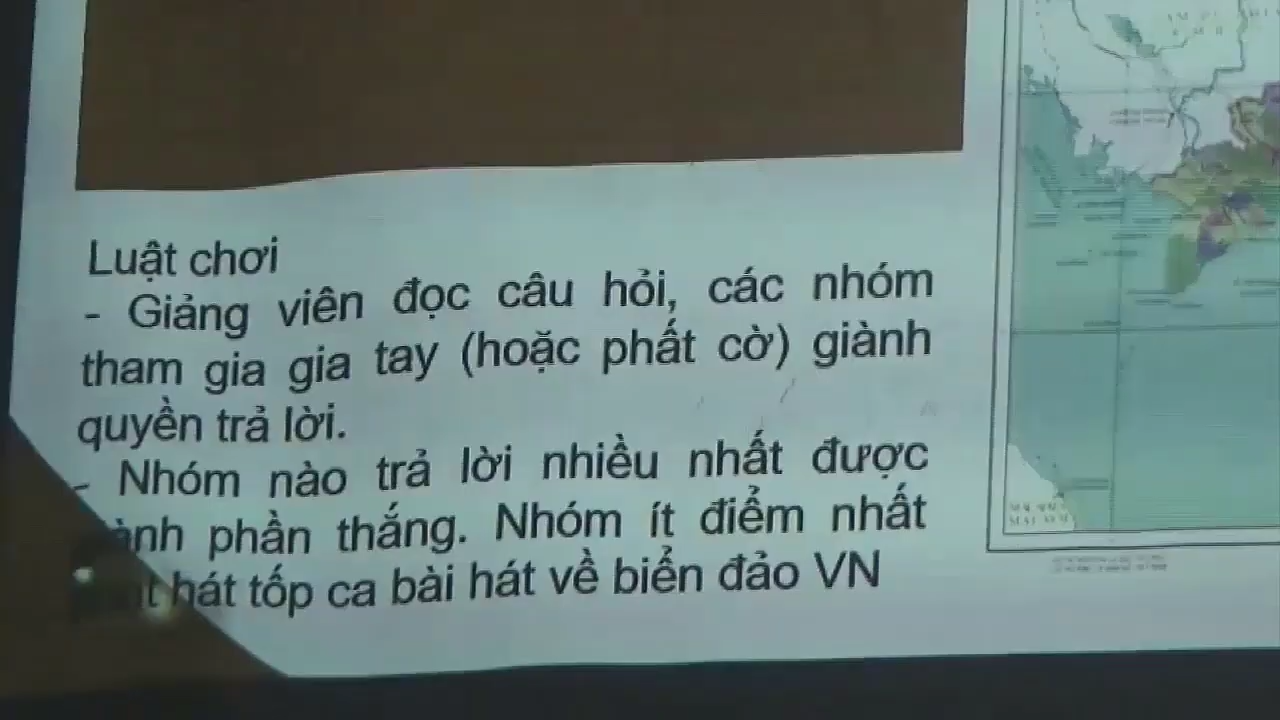 Luật chơi
- Giảng viên đọc câu hỏi, các nhóm
tham gia gia tay (hoặc phất cờ) giành
quyền trả lời.
- Nhóm nào trả lời nhiều nhất được
phần thắng. Nhóm ít điểm nhất
hát tốp ca bài hát về biển đảo VN